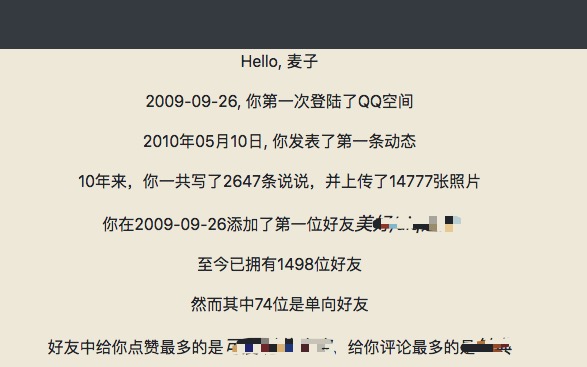 Hello, 麦子
2009-09-26, 你第一次登陆了QQ空间
2010年05月10日, 你发表了第一条动态
10年来，你一共写了2647条说说，并上传了14777张照片
你在2009-09-26添加了第一位好友美
至今已拥有1498位好友
然而其中74位是单向好友
好友中给你点赞最多的是、给你评论最多的是